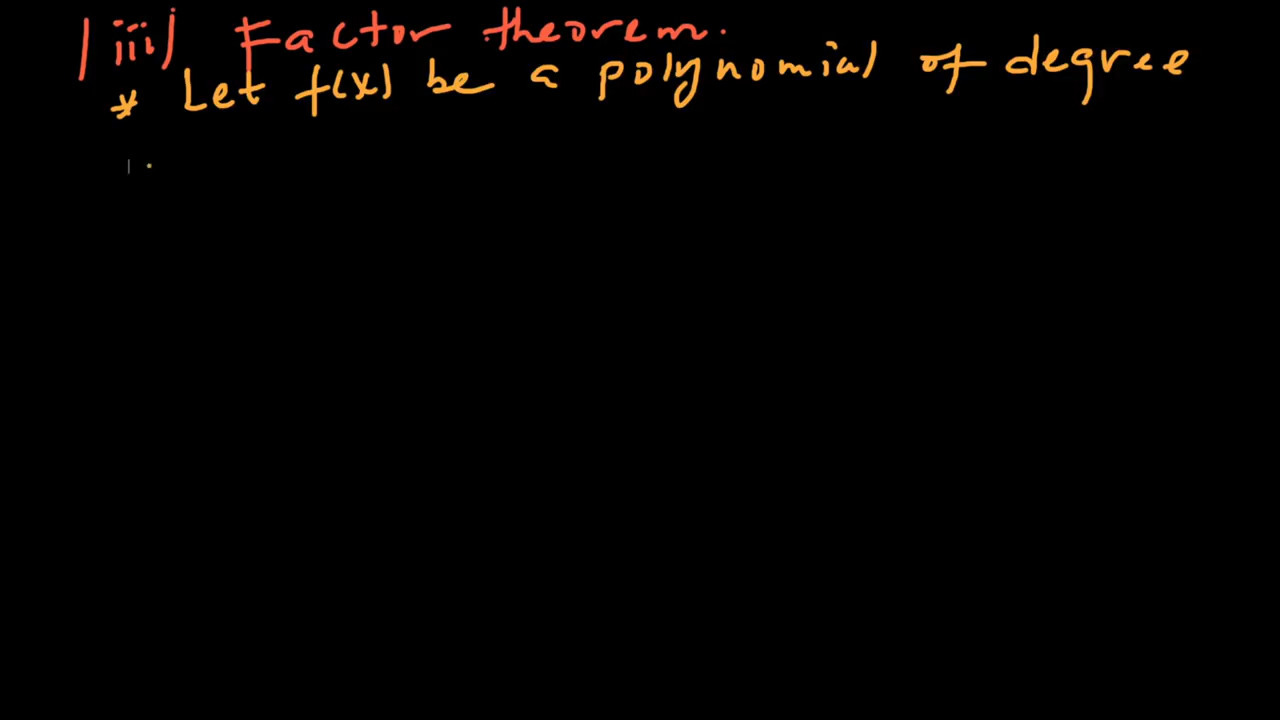 (iii) Factor theorem.
* Let f(x) be a polynomial of degree